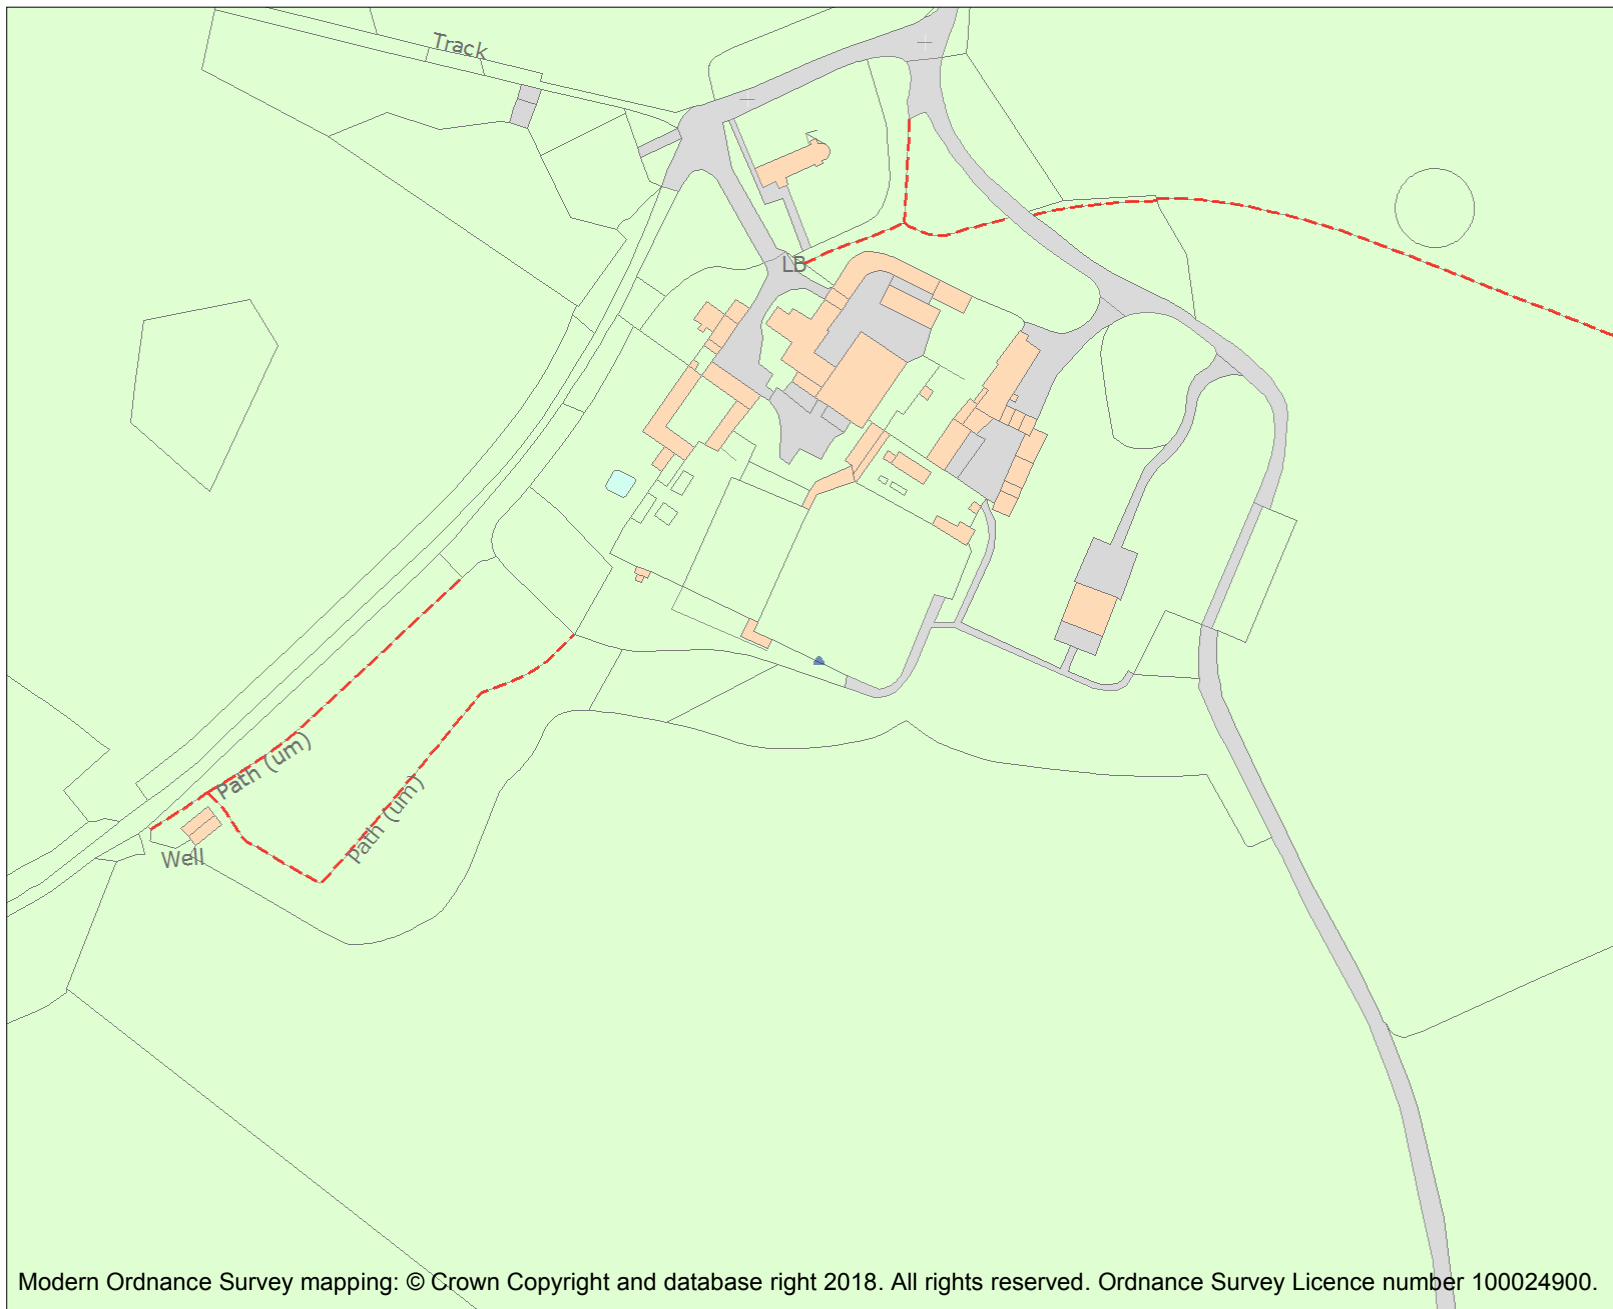 Track
LB
Path (um)
Path (um)
Well
Modern Ordnance Survey mapping: © Crown Copyright and database right 2018. All rights reserved. Ordnance Survey Licence number 100024900.